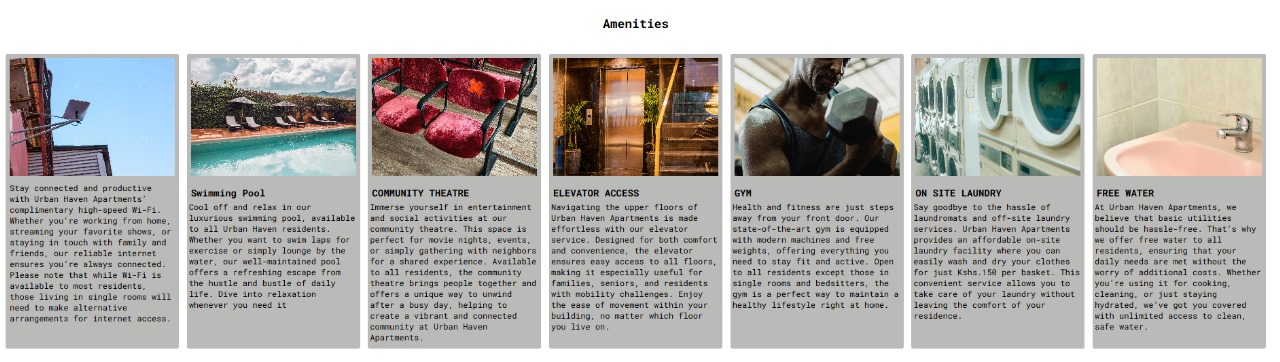 Amenities
Stay connected and productive
with Urban Haven Apartments'
complimentary high-speed Wi-Fi.
Whether you're working from home,
streaming your favorite shows, or
staying in touch with family and
friends, our reliable internet
ensures you're always connected.
Please note that while Wi-Fi is
available to most residents,
those living in single rooms will
need to make alternative
arrangements for internet access.
Swimming Pool
Cool off and relax in our
luxurious swimming pool, available
to all Urban Haven residents.
Whether you want to swim laps for
exercise or simply lounge by the
water, our well-maintained pool
offers a refreshing escape from
the hustle and bustle of daily
life. Dive into relaxation
whenever you need it
COMMUNITY THEATRE
Immerse yourself in entertainment
and social activities at our
community theatre. This space is
perfect for movie nights, events,
or simply gathering with neighbors
for a shared experience. Available
to all residents, the community
theatre brings people together and
offers a unique way to unwind
after a busy day, helping to
create a vibrant and connected
community at Urban Haven
Apartments.
ELEVATOR ACCESS
Navigating the upper floors of
Urban Haven Apartments is made
effortless with our elevator
service. Designed for both comfort
and convenience, the elevator
ensures easy access to all floors,
making it especially useful for
families, seniors, and residents
with mobility challenges. Enjoy
the ease of movement within your
building, no matter which floor
you live on.
GYM
Health and fitness are just steps
away from your front door. Our
state-of-the-art gym is equipped
with modern machines and free
weights, offering everything you
need to stay fit and active. Open
to all residents except those in
single rooms and bedsitters, the
gym is a perfect way to maintain a
healthy lifestyle right at home.
ON SITE LAUNDRY
Say goodbye to the hassle of
laundromats and off-site laundry
services. Urban Haven Apartments
provides an affordable on-site
laundry facility where you can
easily wash and dry your clothes
for just Kshs.150 per basket. This
convenient service allows you to
take care of your laundry without
leaving the comfort of your
residence.
FREE WATER
At Urban Haven Apartments, we
believe that basic utilities
should be hassle-free. That's why
we offer free water to all
residents, ensuring that your
daily needs are met without the
worry of additional costs. Whether
you're using it for cooking,
cleaning, or just staying
hydrated, we've got you covered
with unlimited access to clean,
safe water.